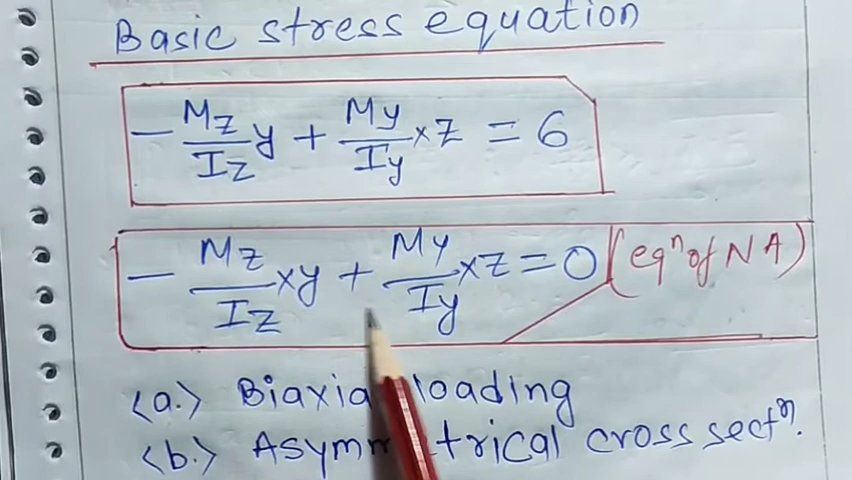 Basic stress equation
- Mz/Iz y + My/Iy × z = 6
- Mz/Iz × y + My/Iy × z = 0 (eqⁿ of NA)
<a.> Biaxial loading
<b.> Asymmetrical cross sectⁿ.